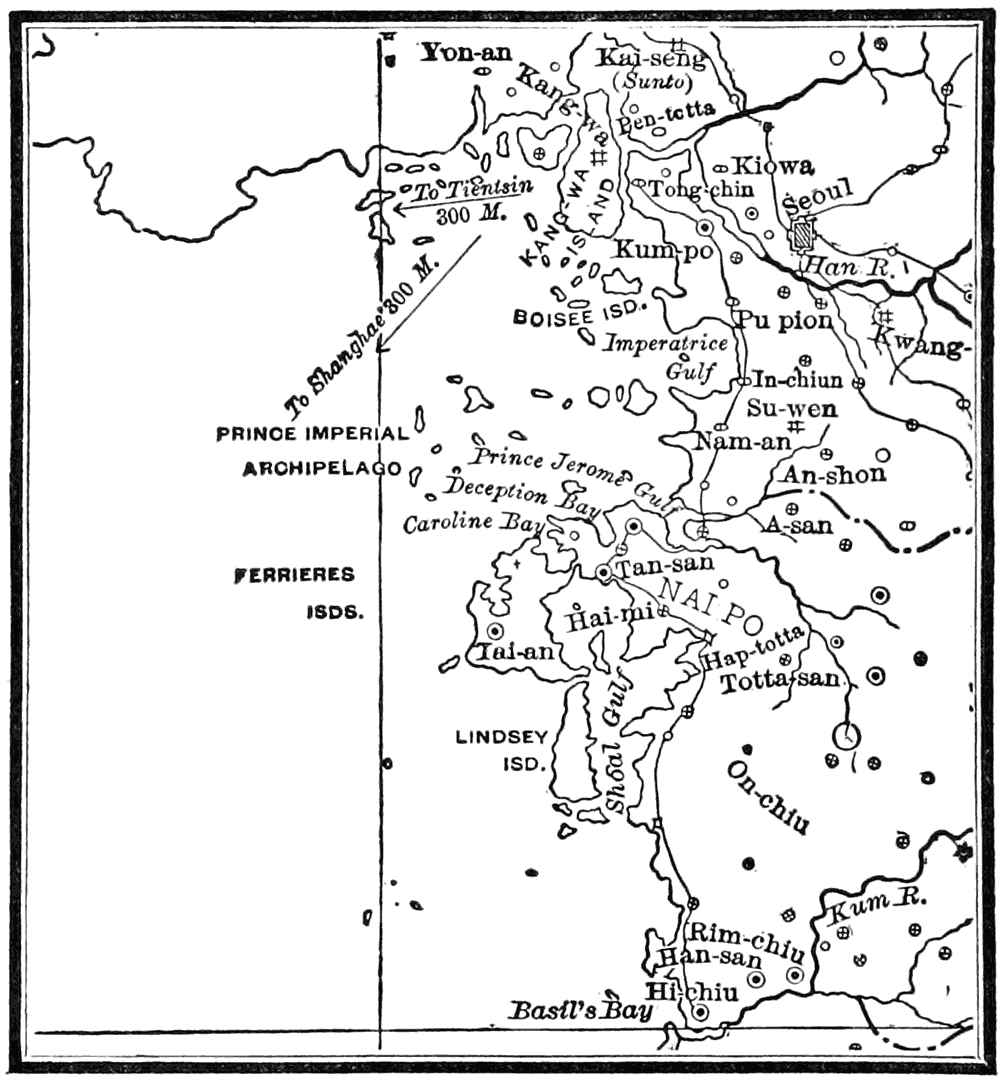 Yon-an
Kai-seng
(Sunto)
Kang-wa
Pen-totta
Kiowa
Tong-chin
Seoul
To Tientsin
300 M.
KANG-WA
ISLAND
Kum-po
Han R.
To Shanghae 300 M.
BOISEE ISD.
Pu pion
Kwang-
Imperatrice
Gulf
In-chiun
Su-wen
PRINCE IMPERIAL
ARCHIPELAGO
Nam-an
Prince Jerome Gulf
An-shon
Deception Bay
Caroline Bay
A-san
FERRIERES
ISDS.
Tan-san
NAI PO
Hai-mi
Tai-an
Hap-totta
Totta-san
LINDSEY
ISD.
Shoal Gulf
On-chiu
Kum R.
Rim-chiu
Han-san
Hi-chiu
Basil's Bay